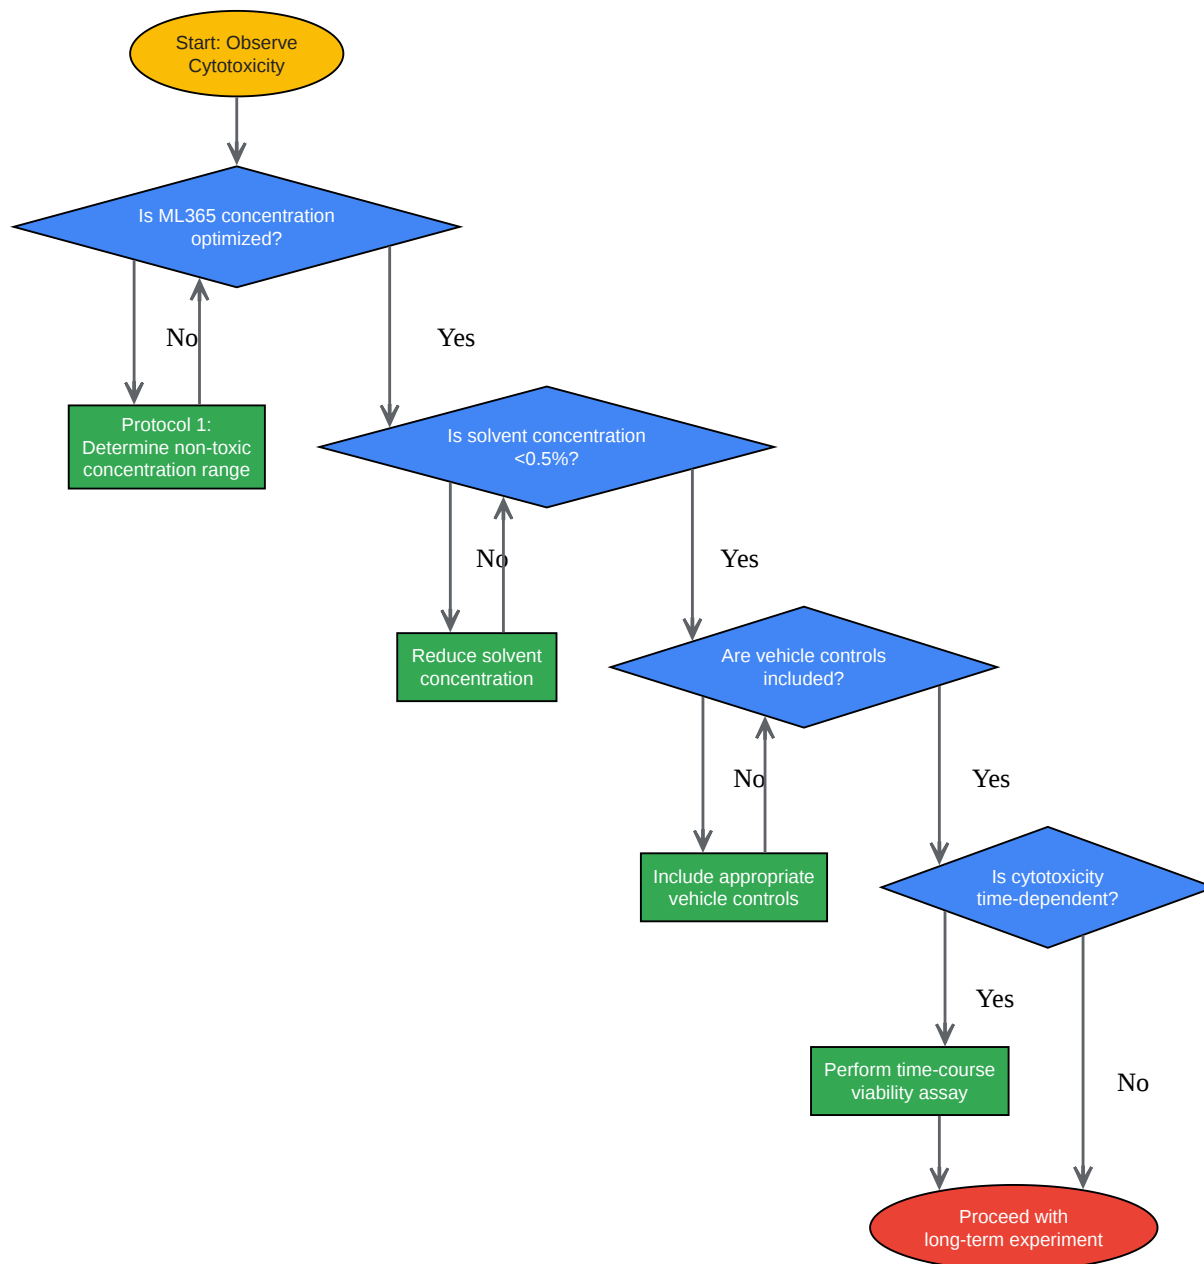 Start: Observe
Cytotoxicity
Is ML365 concentration
optimized?
No
Yes
Protocol 1:
Determine non-toxic
concentration range
Is solvent concentration
<0.5%?
No
Yes
Reduce solvent
concentration
Are vehicle controls
included?
No
Yes
Include appropriate
vehicle controls
Is cytotoxicity
time-dependent?
Yes
No
Perform time-course
viability assay
Proceed with
long-term experiment